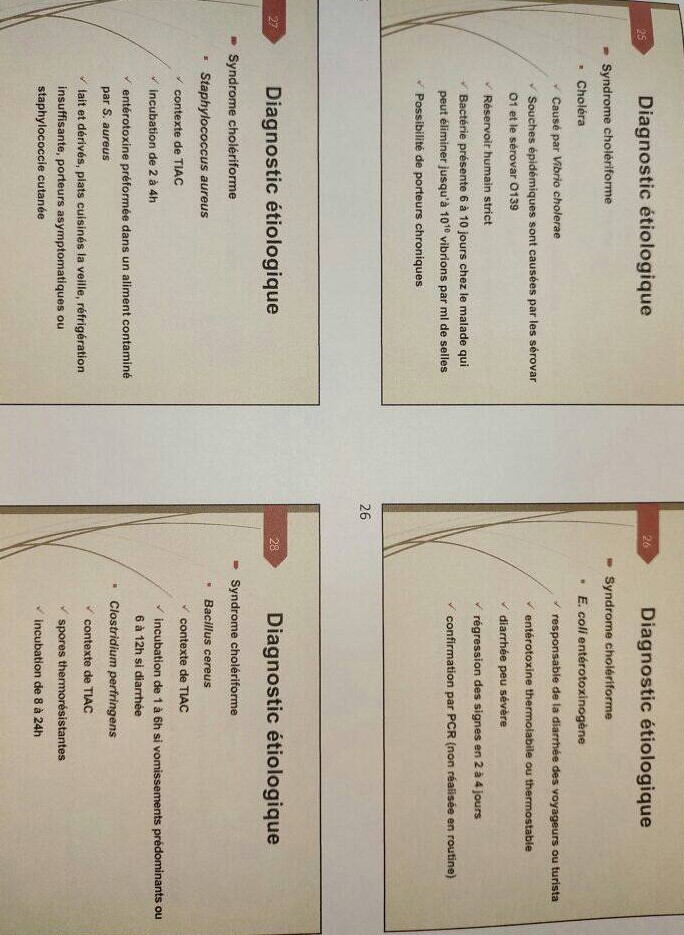 25
Diagnostic étiologique
Syndrome cholériforme
Choléra
✓ Causé par Vibrio cholerae
✓ Souches épidémiques sont causées par les sérovar
O1 et le sérovar O139
✓ Réservoir humain strict
✓ Bactérie présente 6 à 10 jours chez le malade qui
peut éliminer jusqu'à 10¹⁰ vibrions par ml de selles
✓ Possibilité de porteurs chroniques
26
Diagnostic étiologique
Syndrome cholériforme
E. coli entérotoxinogène
✓ responsable de la diarrhée des voyageurs ou turista
✓ entérotoxine thermolabile ou thermostable
✓ diarrhée peu sévère
✓ régression des signes en 2 à 4 jours
✓ confirmation par PCR (non réalisée en routine)
26
27
Diagnostic étiologique
Syndrome cholériforme
Staphylococcus aureus
✓ contexte de TIAC
✓ incubation de 2 à 4h
✓ entérotoxine préformée dans un aliment contaminé
par S. aureus
✓ lait et dérivés, plats cuisinés la veille, réfrigération
insuffisante, porteurs asymptomatiques ou
staphylococcie cutanée
28
Diagnostic étiologique
Syndrome cholériforme
Bacillus cereus
✓ contexte de TIAC
✓ incubation de 1 à 6h si vomissements prédominants ou
6 à 12h si diarrhée
Clostridium perfringens
✓ contexte de TIAC
✓ spores thermorésistantes
✓ incubation de 8 à 24h